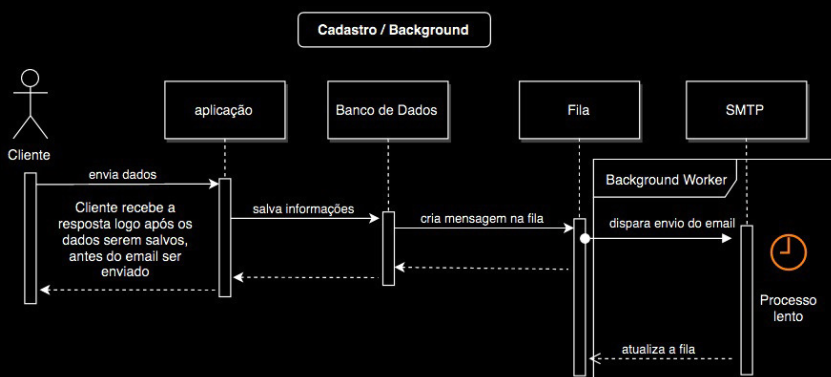 Cadastro / Background
aplicação
Banco de Dados
Fila
SMTP
Cliente
envia dados
Background Worker
Cliente recebe a
resposta logo após os
dados serem salvos,
antes do email ser
enviado
salva informações
cria mensagem na fila
dispara envio do email
Processo
lento
atualiza a fila